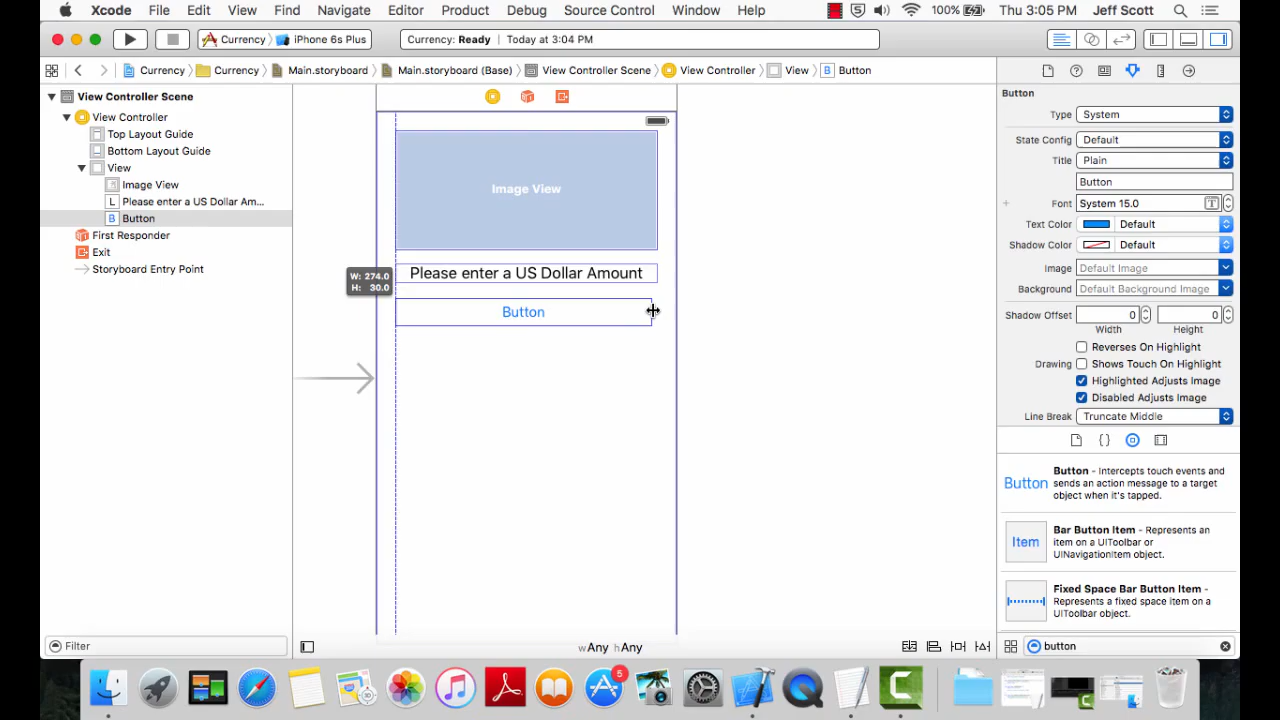 Xcode File Edit View Find Navigate Editor Product Debug Source Control Window Help 100% Thu 3:05 PM Jeff Scott
Currency iPhone 6s Plus Currency: Ready Today at 3:04 PM
Currency Currency Main.storyboard Main.storyboard (Base) View Controller Scene View Controller View Button
View Controller Scene
View Controller
Top Layout Guide
Bottom Layout Guide
View
Image View
Please enter a US Dollar Am...
Button
First Responder
Exit
Storyboard Entry Point
Filter
Image View
Please enter a US Dollar Amount
W: 274.0
H: 30.0
Button
wAny hAny
Button
Type System
State Config Default
Title Plain
Button
Font System 15.0
Text Color Default
Shadow Color Default
Image Default Image
Background Default Background Image
Shadow Offset 0 0
Width Height
Reverses On Highlight
Drawing Shows Touch On Highlight
Highlighted Adjusts Image
Disabled Adjusts Image
Line Break Truncate Middle
Button
Button - Intercepts touch events and
sends an action message to a target
object when it's tapped.
Item
Bar Button Item - Represents an
item on a UIToolbar or
UINavigationItem object.
Fixed Space Bar Button Item -
Represents a fixed space item on a
UIToolbar object.
button
5